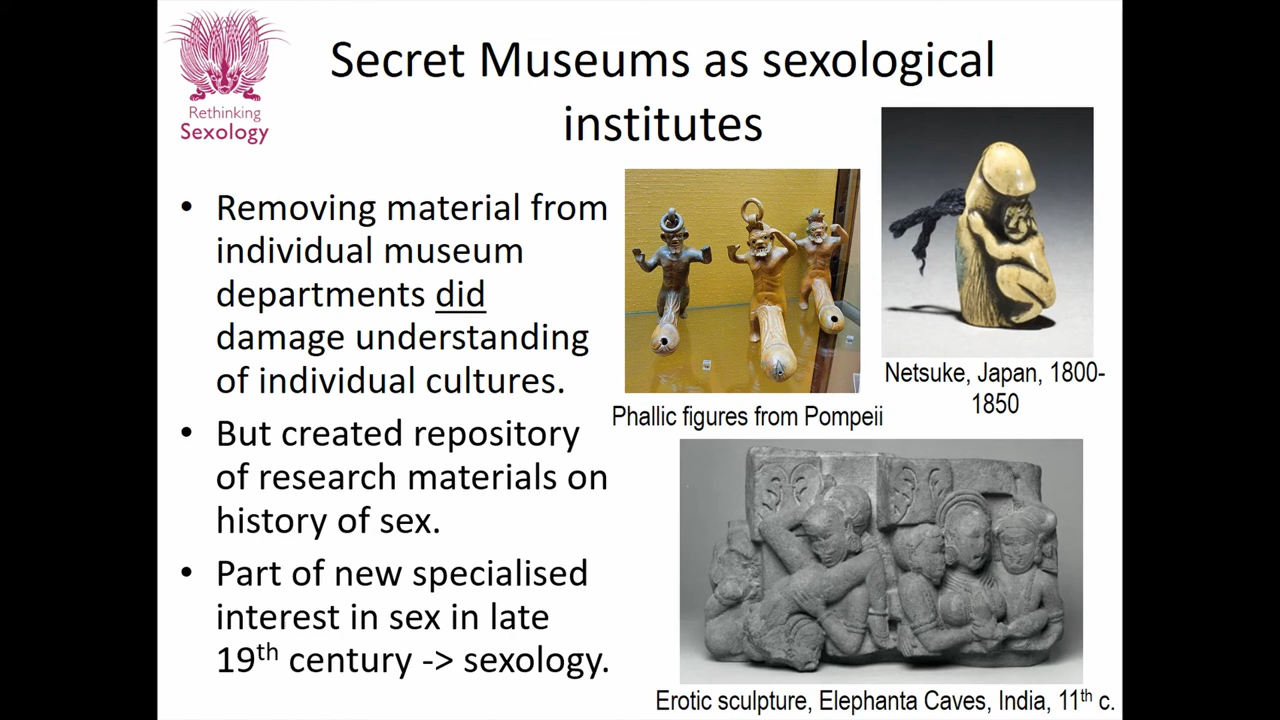 Rethinking
Sexology
Secret Museums as sexological
institutes
• Removing material from
individual museum
departments did
damage understanding
of individual cultures.
• But created repository
of research materials on
history of sex.
• Part of new specialised
interest in sex in late
19th century -> sexology.
Phallic figures from Pompeii
Netsuke, Japan, 1800-
1850
Erotic sculpture, Elephanta Caves, India, 11th c.